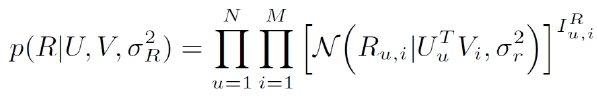 p(R|U, V, σ_R^2) = ∏_{u=1}^{N} ∏_{i=1}^{M} [𝒩(R_{u,i}|U_u^T V_i, σ_r^2)]^{I_{u,i}^R}